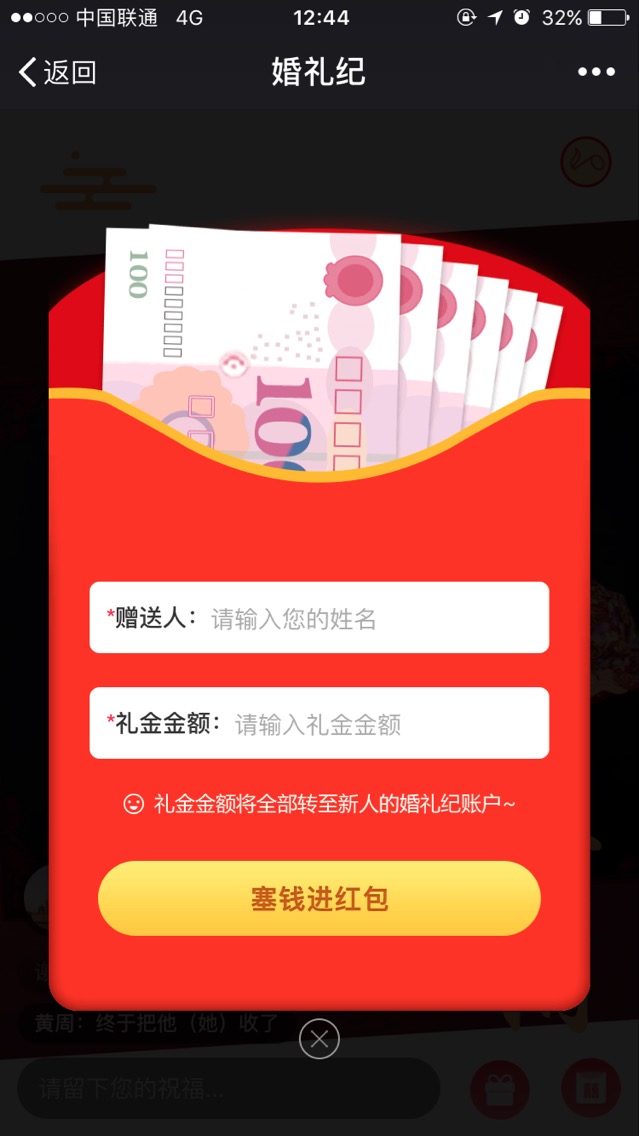 中国联通 4G 12:44 32%
返回 婚礼纪
100
100
*赠送人：请输入您的姓名
*礼金金额：请输入礼金金额
礼金金额将全部转至新人的婚礼纪账户~
塞钱进红包
黄周：终于把他（她）收了
请留下您的祝福...